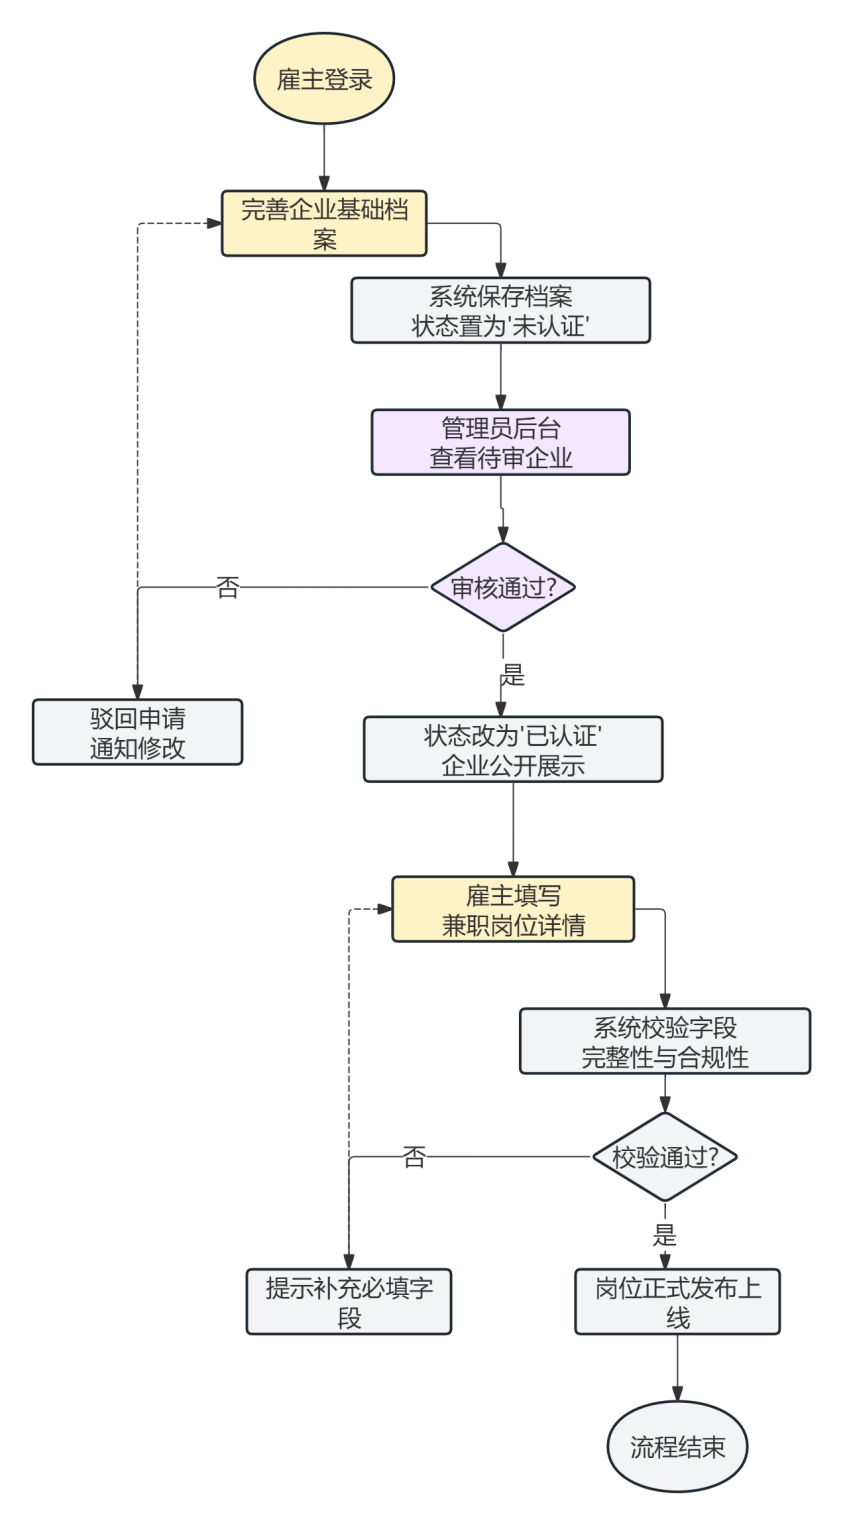 雇主登录
完善企业基础档
案
系统保存档案
状态置为'未认证'
管理员后台
查看待审企业
审核通过?
否
是
驳回申请
通知修改
状态改为'已认证'
企业公开展示
雇主填写
兼职岗位详情
系统校验字段
完整性与合规性
校验通过?
否
是
提示补充必填字
段
岗位正式发布上
线
流程结束